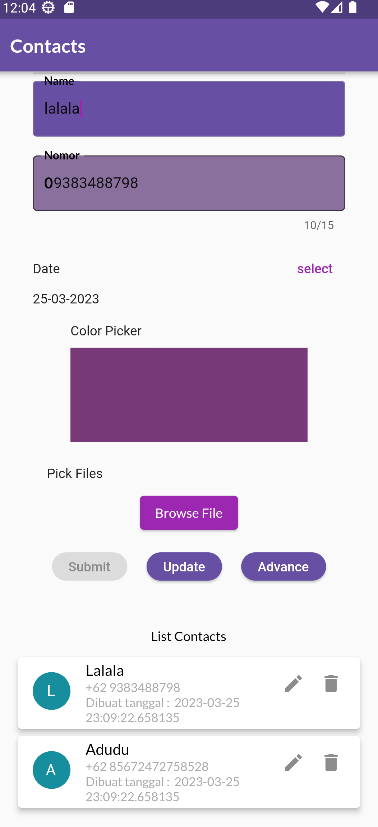 12:04
Contacts
Name
lalala
Nomor
09383488798
10/15
Date
select
25-03-2023
Color Picker
Pick Files
Browse File
Submit
Update
Advance
List Contacts
L
Lalala
+62 9383488798
Dibuat tanggal : 2023-03-25
23:09:22.658135
A
Adudu
+62 85672472758528
Dibuat tanggal : 2023-03-25
23:09:22.658135